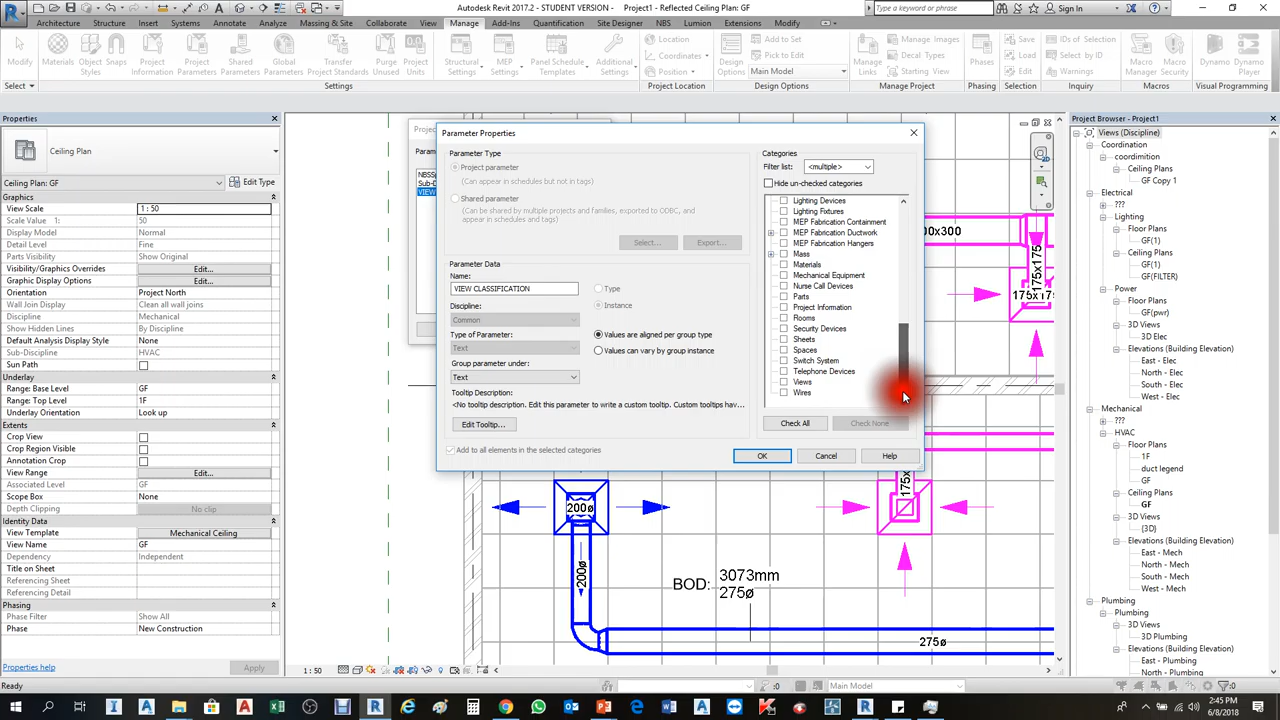 Autodesk Revit 2017.2 - STUDENT VERSION - Project1 - Reflected Ceiling Plan: GF
Type a keyword or phrase
Sign In
Architecture Structure Insert Systems Annotate Analyze Massing & Site Collaborate View Manage Add-Ins Quantification Site Designer NBS Lumion Extensions Modify
Modify
Materials
Object Styles
Snaps
Project Information
Project Units
Global Parameters
Transfer Project Standards
Purge Unused
Structural Settings
MEP Settings
Panel Schedule Templates
Additional Settings
Location
Coordinates
Position
Design Options
Add to Set
Pick to Edit
Main Model
Manage Links
Manage Images
Decal Types
Starting View
Phases
Save
Load
Edit
IDs of Selection
Select by ID
Warnings
Macro Manager
Macro Security
Dynamo
Dynamo Player
Select
Settings
Project Location
Design Options
Manage Project
Phasing
Selection
Inquiry
Macros
Visual Programming
Properties
Ceiling Plan
Ceiling Plan: GF
Edit Type
Graphics
View Scale 1 : 50
Scale Value 1: 50
Display Model Normal
Detail Level Fine
Parts Visibility Show Original
Visibility/Graphics Overrides Edit...
Graphic Display Options Edit...
Orientation Project North
Wall Join Display Clean all wall joins
Discipline Mechanical
Show Hidden Lines By Discipline
Default Analysis Display Style None
Sub-Discipline HVAC
Sun Path
Underlay
Range: Base Level GF
Range: Top Level 1F
Underlay Orientation Look up
Extents
Crop View
Crop Region Visible
Annotation Crop
View Range Edit...
Associated Level GF
Scope Box None
Depth Clipping No clip
Identity Data
View Template Mechanical Ceiling
View Name GF
Dependency Independent
Title on Sheet
Referencing Sheet
Referencing Detail
Phasing
Phase Filter Show All
Phase New Construction
Properties help
Apply
Parameter Properties
Parameter Type
Project parameter
(Can appear in schedules but not in tags)
Shared parameter
(Can be shared by multiple projects and families, exported to ODBC, and
appear in schedules and tags)
Select...
Export...
Parameter Data
Name:
VIEW CLASSIFICATION
Type
Discipline:
Instance
Common
Type of Parameter:
Values are aligned per group type
Text
Values can vary by group instance
Group parameter under:
Text
Tooltip Description:
<No tooltip description. Edit this parameter to write a custom tooltip. Custom tooltips hav...
Edit Tooltip...
Add to all elements in the selected categories
Categories
Filter list: <multiple>
Hide un-checked categories
Lighting Devices
Lighting Fixtures
MEP Fabrication Containment
MEP Fabrication Ductwork
MEP Fabrication Hangers
Mass
Materials
Mechanical Equipment
Nurse Call Devices
Parts
Project Information
Rooms
Security Devices
Sheets
Spaces
Switch System
Telephone Devices
Views
Wires
Check All
Check None
OK
Cancel
Help
175x175
200ø
200ø
BOD: 3073mm
275ø
275ø
1 : 50
Project Browser - Project1
Views (Discipline)
Coordination
coordimition
Ceiling Plans
GF Copy 1
Electrical
???
Lighting
Floor Plans
GF(1)
Ceiling Plans
GF(1)
GF(FILTER)
Power
Floor Plans
GF(pwr)
3D Views
3D Elec
Elevations (Building Elevation)
East - Elec
North - Elec
South - Elec
West - Elec
Mechanical
???
HVAC
Floor Plans
1F
duct legend
GF
Ceiling Plans
GF
3D Views
{3D}
Elevations (Building Elevation)
East - Mech
North - Mech
South - Mech
West - Mech
Plumbing
Plumbing
3D Views
3D Plumbing
Elevations (Building Elevation)
East - Plumbing
North - Plumbing
Ready
:0
Main Model
:0
2:45 PM
6/8/2018